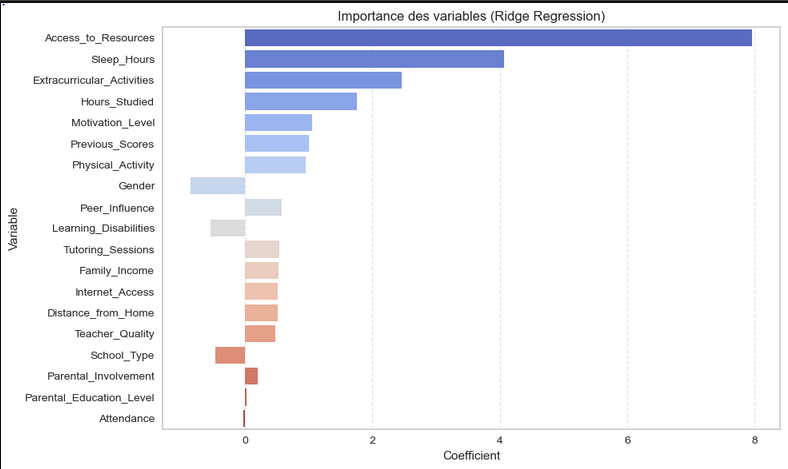 Importance des variables (Ridge Regression)
Variable
Access_to_Resources
Sleep_Hours
Extracurricular_Activities
Hours_Studied
Motivation_Level
Previous_Scores
Physical_Activity
Gender
Peer_Influence
Learning_Disabilities
Tutoring_Sessions
Family_Income
Internet_Access
Distance_from_Home
Teacher_Quality
School_Type
Parental_Involvement
Parental_Education_Level
Attendance
0 2 4 6 8
Coefficient